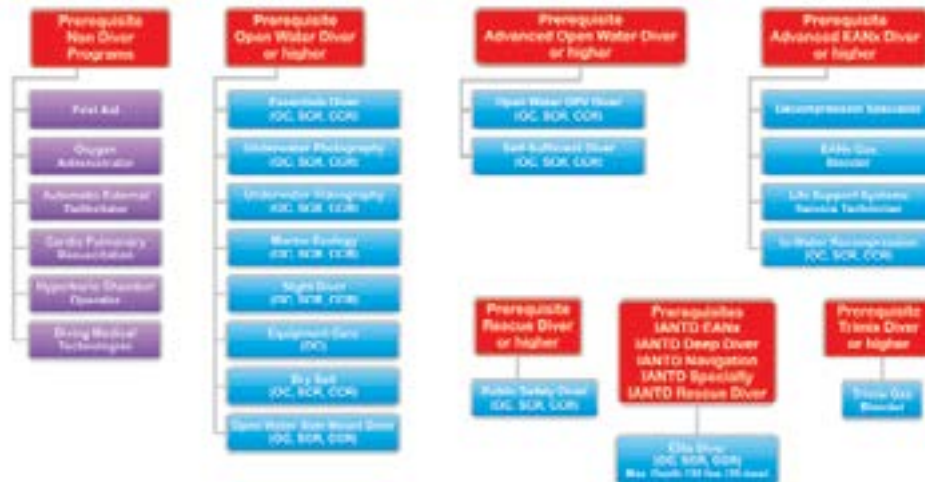 Prerequisite
Non Diver
Programs
First Aid
Oxygen
Administrator
Automatic External
Cardio Pulmonary
Resuscitation
Hyperbaric Chamber
Operator
Diving Medical
Technologies
Prerequisite
Open Water Diver
or higher
Essentials Diver
(OC, SCR, CCR)
Underwater Photography
(OC, SCR, CCR)
Underwater Videography
(OC, SCR, CCR)
Marine Ecology
(OC, SCR, CCR)
Night Diver
(OC, SCR, CCR)
Equipment Care
(OC)
Dry Suit
(OC, SCR, CCR)
Open Water Side Mount Diver
(OC, SCR, CCR)
Prerequisite
Advanced Open Water Diver
or higher
Open Water DPV Diver
(OC, SCR, CCR)
Self-Sufficient Diver
(OC, SCR, CCR)
Prerequisite
Advanced EANx Diver
or higher
Decompression Specialist
EANx Gas
Blender
Life Support Systems
Service Technician
In-Water Recompression
(OC, SCR, CCR)
Prerequisite
Rescue Diver
or higher
Public Safety Diver
(OC, SCR, CCR)
Prerequisites
IANTD EANx
IANTD Deep Diver
IANTD Navigation
IANTD Specialty
IANTD Rescue Diver
Elite Diver
(OC, SCR, CCR)
Max Depth 130 feet
Prerequisite
Trimix Diver
or higher
Trimix Gas
Blender